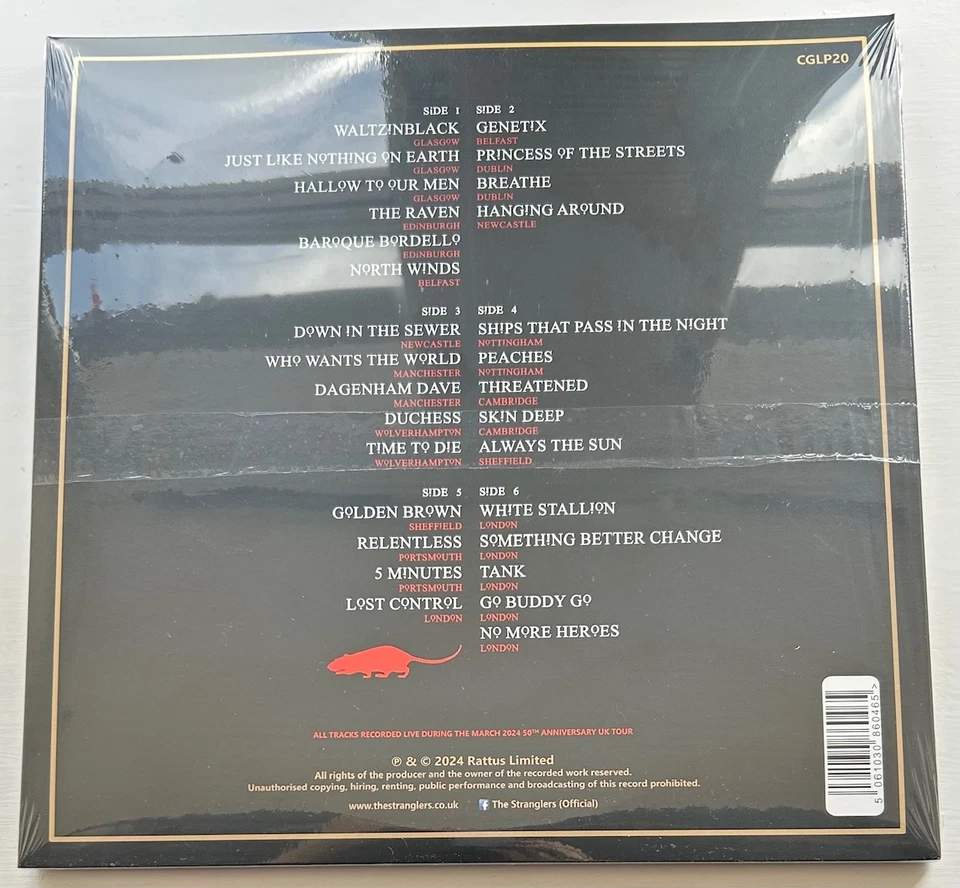 CGLP20
SIDE 1
WALTZINBLACK
GLASGOW
JUST LIKE NOTHING ON EARTH
GLASGOW
HALLOW TO OUR MEN
GLASGOW
THE RAVEN
EDINBURGH
BAROQUE BORDELLO
EDINBURGH
NORTH WINDS
BELFAST
SIDE 2
GENETIX
BELFAST
PRINCESS OF THE STREETS
DUBLIN
BREATHE
DUBLIN
HANGING AROUND
NEWCASTLE
SIDE 3
DOWN IN THE SEWER
NEWCASTLE
WHO WANTS THE WORLD
MANCHESTER
DAGENHAM DAVE
MANCHESTER
DUCHESS
WOLVERHAMPTON
TIME TO DIE
WOLVERHAMPTON
SIDE 4
SHIPS THAT PASS IN THE NIGHT
NOTTINGHAM
PEACHES
NOTTINGHAM
THREATENED
CAMBRIDGE
SKIN DEEP
CAMBRIDGE
ALWAYS THE SUN
SHEFFIELD
SIDE 5
GOLDEN BROWN
SHEFFIELD
RELENTLESS
PORTSMOUTH
5 MINUTES
PORTSMOUTH
LOST CONTROL
LONDON
SIDE 6
WHITE STALLION
LONDON
SOMETHING BETTER CHANGE
LONDON
TANK
LONDON
GO BUDDY GO
LONDON
NO MORE HEROES
LONDON
ALL TRACKS RECORDED LIVE DURING THE MARCH 2024 50TH ANNIVERSARY UK TOUR
℗ & © 2024 Rattus Limited
All rights of the producer and the owner of the recorded work reserved.
Unauthorised copying, hiring, renting, public performance and broadcasting of this record prohibited.
www.thestranglers.co.uk f The Stranglers (Official)
5 061030 860465 >